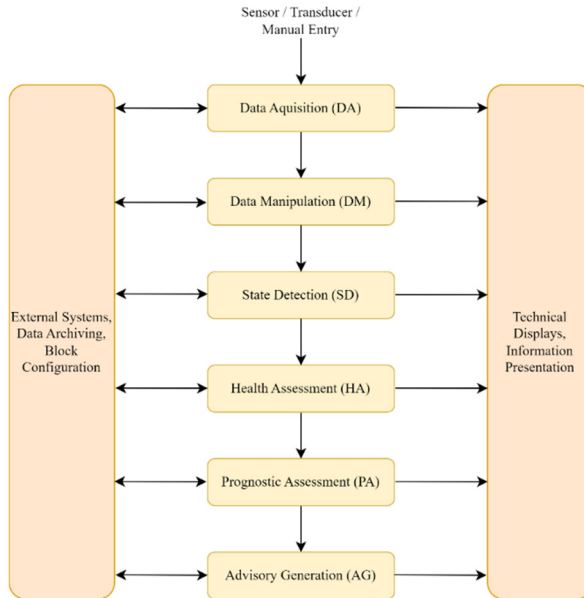 Sensor / Transducer /
Manual Entry
Data Aquisition (DA)
Data Manipulation (DM)
State Detection (SD)
External Systems,
Data Archiving,
Block
Configuration
Technical
Displays,
Information
Presentation
Health Assessment (HA)
Prognostic Assessment (PA)
Advisory Generation (AG)